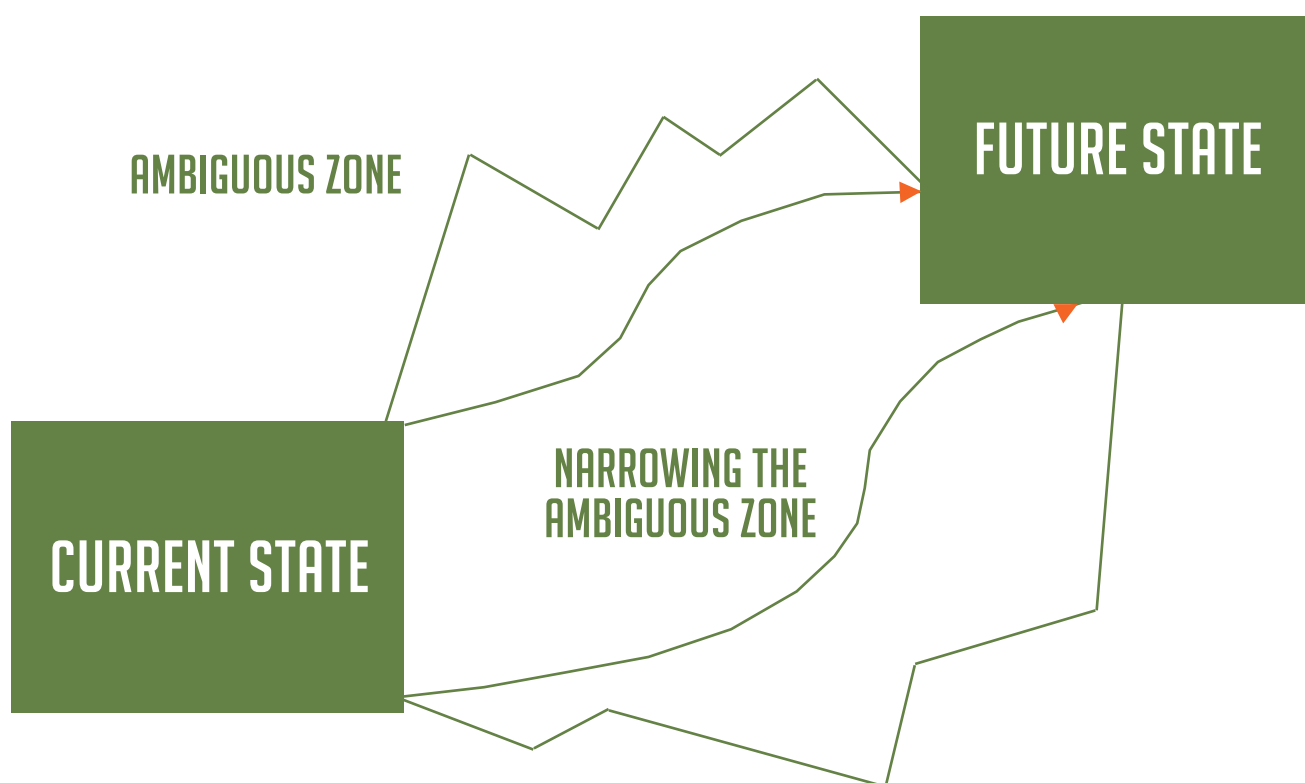 FUTURE STATE
AMBIGUOUS ZONE
NARROWING THE
AMBIGUOUS ZONE
CURRENT STATE